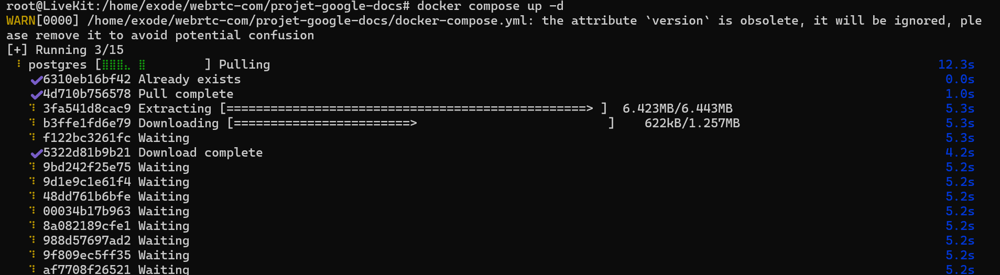 root@LiveKit:/home/exode/webrtc-com/projet-google-docs# docker compose up -d
WARN[0000] /home/exode/webrtc-com/projet-google-docs/docker-compose.yml: the attribute `version` is obsolete, it will be ignored, ple
ase remove it to avoid potential confusion
[+] Running 3/15
⠸ postgres [⣿⣿⣿⣄ ⣿        ] Pulling 12.3s
✔6310eb16bf42 Already exists 0.0s
✔4d710b756578 Pull complete 1.0s
⠹ 3fa541d8cac9 Extracting [=================================================> ]  6.423MB/6.443MB 5.3s
⠹ b3ffe1fd6e79 Downloading [========================>                          ]    622kB/1.257MB 5.3s
⠹ f122bc3261fc Waiting 5.3s
✔5322d81b9b21 Download complete 4.2s
⠹ 9bd242f25e75 Waiting 5.2s
⠹ 9d1e9c1e61f4 Waiting 5.2s
⠹ 48dd761b6bfe Waiting 5.2s
⠹ 00034b17b963 Waiting 5.2s
⠹ 8a082189cfe1 Waiting 5.2s
⠹ 988d57697ad2 Waiting 5.2s
⠹ 9f809ec5ff35 Waiting 5.2s
⠹ af7708f26521 Waiting 5.2s